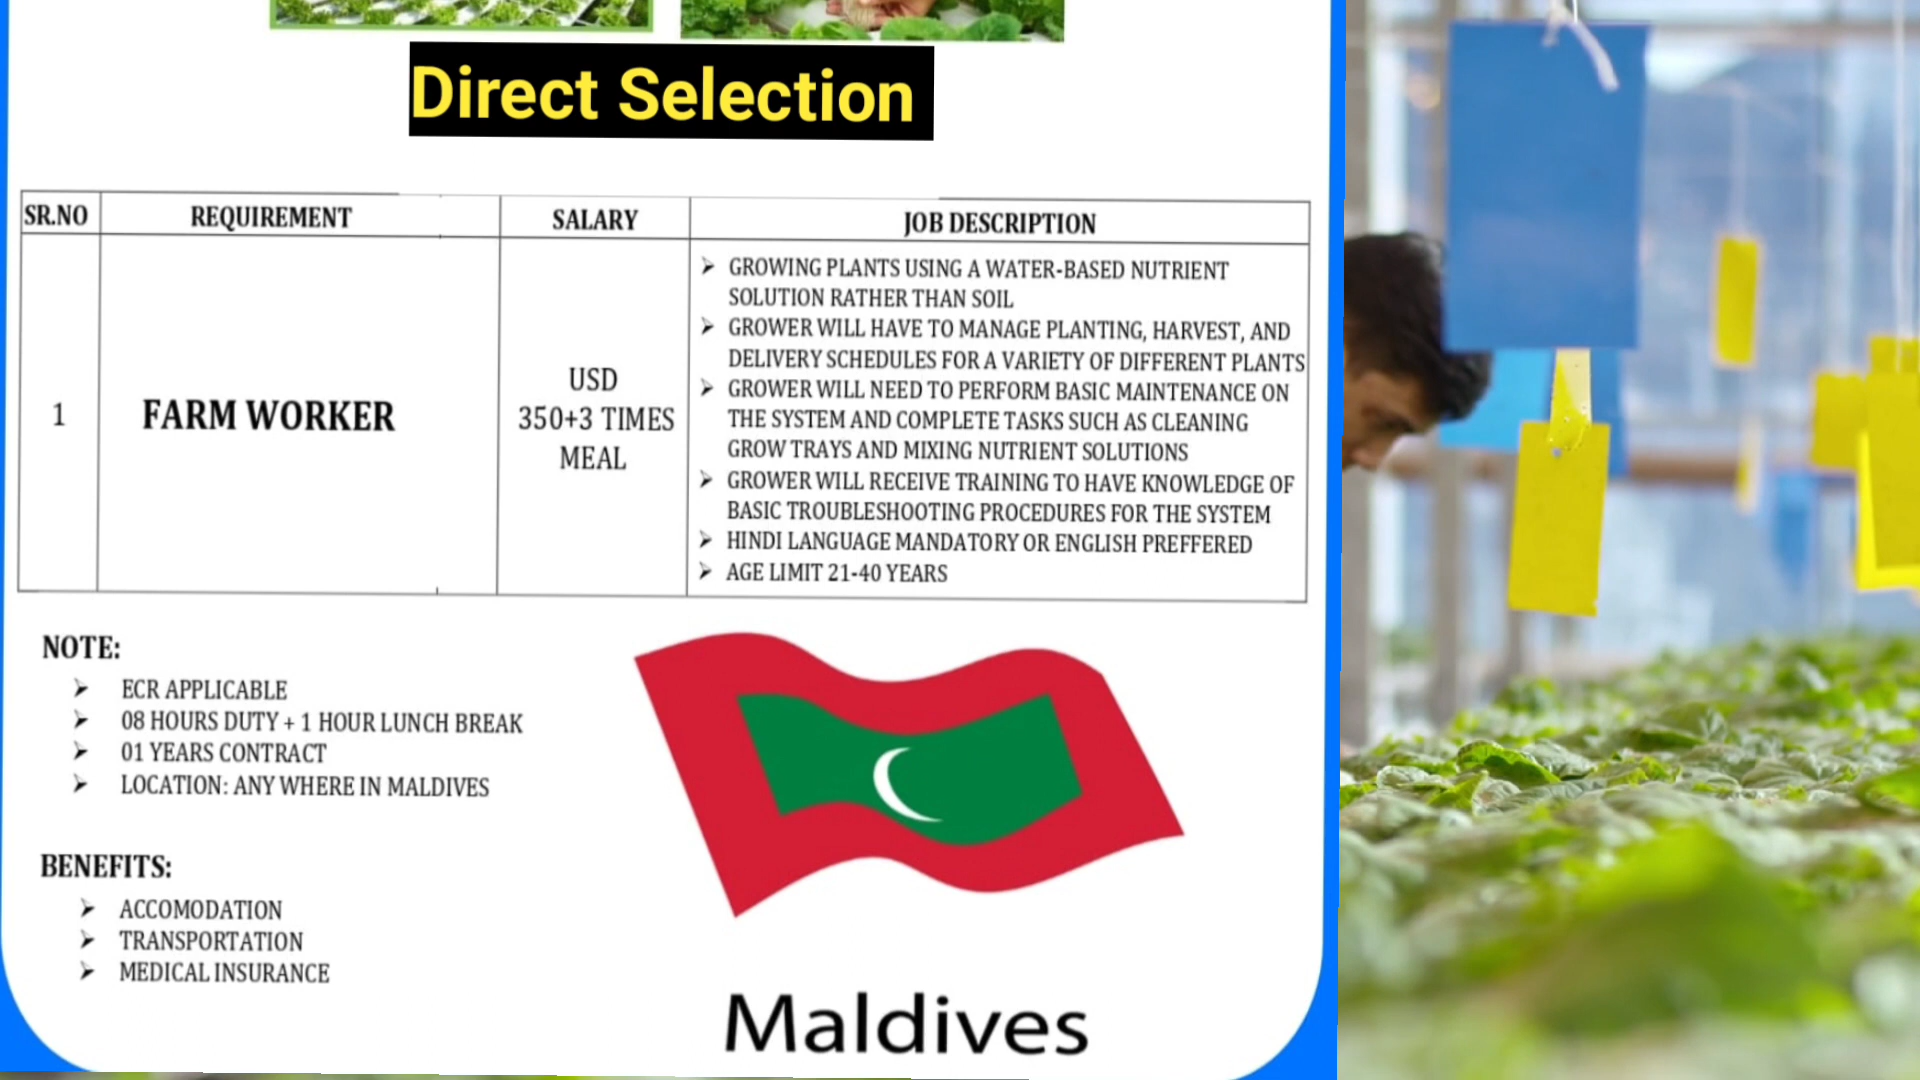 Direct Selection
SR.NO
REQUIREMENT
SALARY
JOB DESCRIPTION
1
FARM WORKER
USD
350+3 TIMES
MEAL
➢ GROWING PLANTS USING A WATER-BASED NUTRIENT
SOLUTION RATHER THAN SOIL
➢ GROWER WILL HAVE TO MANAGE PLANTING, HARVEST, AND
DELIVERY SCHEDULES FOR A VARIETY OF DIFFERENT PLANTS
➢ GROWER WILL NEED TO PERFORM BASIC MAINTENANCE ON
THE SYSTEM AND COMPLETE TASKS SUCH AS CLEANING
GROW TRAYS AND MIXING NUTRIENT SOLUTIONS
➢ GROWER WILL RECEIVE TRAINING TO HAVE KNOWLEDGE OF
BASIC TROUBLESHOOTING PROCEDURES FOR THE SYSTEM
➢ HINDI LANGUAGE MANDATORY OR ENGLISH PREFFERED
➢ AGE LIMIT 21-40 YEARS
NOTE:
➢ ECR APPLICABLE
➢ 08 HOURS DUTY + 1 HOUR LUNCH BREAK
➢ 01 YEARS CONTRACT
➢ LOCATION: ANY WHERE IN MALDIVES
BENEFITS:
➢ ACCOMODATION
➢ TRANSPORTATION
➢ MEDICAL INSURANCE
Maldives